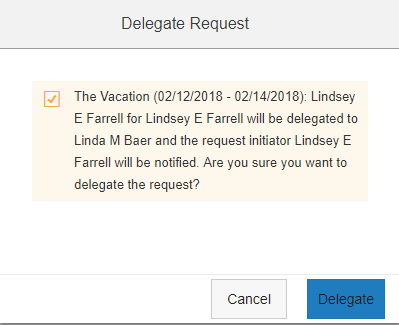 Delegate Request
The Vacation (02/12/2018 - 02/14/2018): Lindsey
E Farrell for Lindsey E Farrell will be delegated to
Linda M Baer and the request initiator Lindsey E
Farrell will be notified. Are you sure you want to
delegate the request?
Cancel Delegate